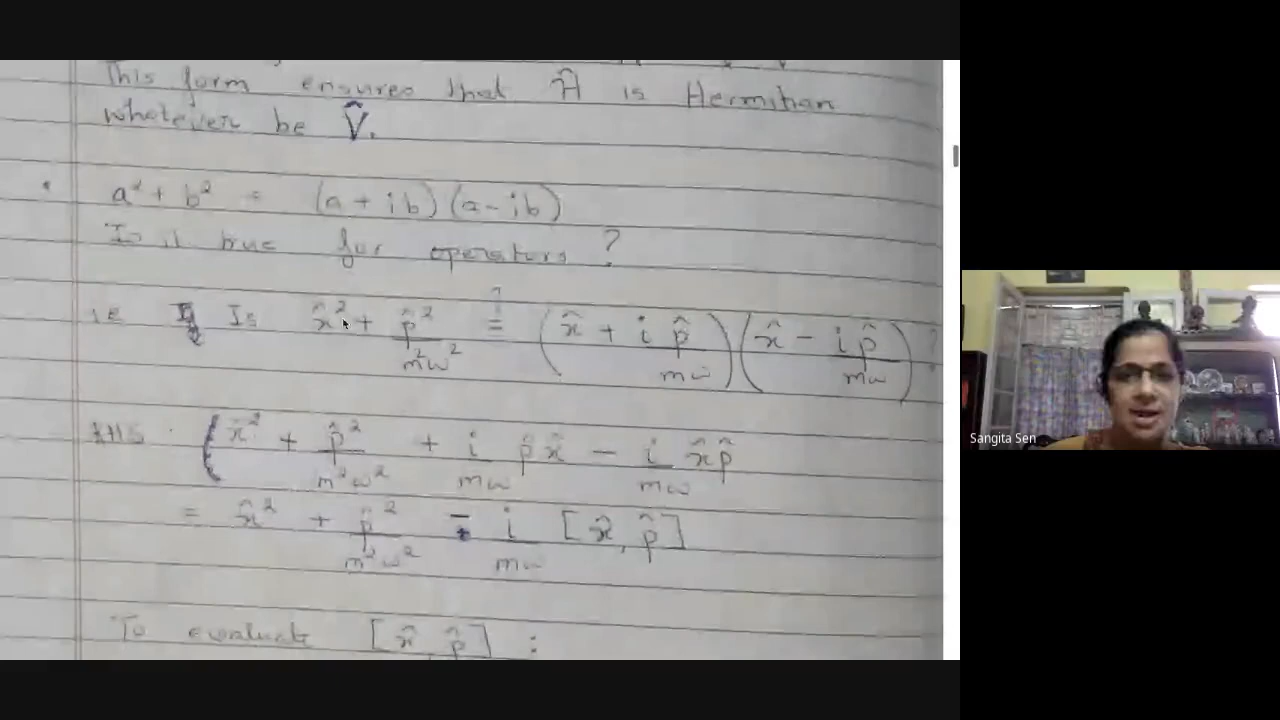 This form ensures that Ĥ is Hermitian
whatever be V̂.
a² + b² = (a + ib)(a - ib)
Is it true for operators ?
ie Is x̂² + p̂²/m²ω² ≟ (x̂ + i p̂/mω)(x̂ - i p̂/mω) ?
RHS : (x̂² + p̂²/m²ω² + i/mω p̂x̂ - i/mω x̂p̂
= x̂² + p̂²/m²ω² - i/mω [x̂, p̂]
To evaluate [x̂, p̂] :
Sangita Sen